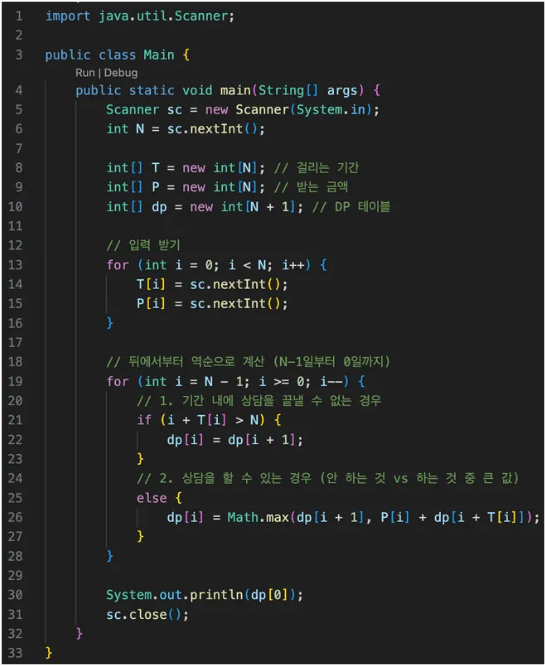 1 import java.util.Scanner;
2
3 public class Main {
Run | Debug
4     public static void main(String[] args) {
5         Scanner sc = new Scanner(System.in);
6         int N = sc.nextInt();
7
8         int[] T = new int[N]; // 걸리는 기간
9         int[] P = new int[N]; // 받는 금액
10         int[] dp = new int[N + 1]; // DP 테이블
11
12         // 입력 받기
13         for (int i = 0; i < N; i++) {
14             T[i] = sc.nextInt();
15             P[i] = sc.nextInt();
16         }
17
18         // 뒤에서부터 역순으로 계산 (N-1일부터 0일까지)
19         for (int i = N - 1; i >= 0; i--) {
20             // 1. 기간 내에 상담을 끝낼 수 없는 경우
21             if (i + T[i] > N) {
22                 dp[i] = dp[i + 1];
23             }
24             // 2. 상담을 할 수 있는 경우 (안 하는 것 vs 하는 것 중 큰 값)
25             else {
26                 dp[i] = Math.max(dp[i + 1], P[i] + dp[i + T[i]]);
27             }
28         }
29
30         System.out.println(dp[0]);
31         sc.close();
32     }
33 }